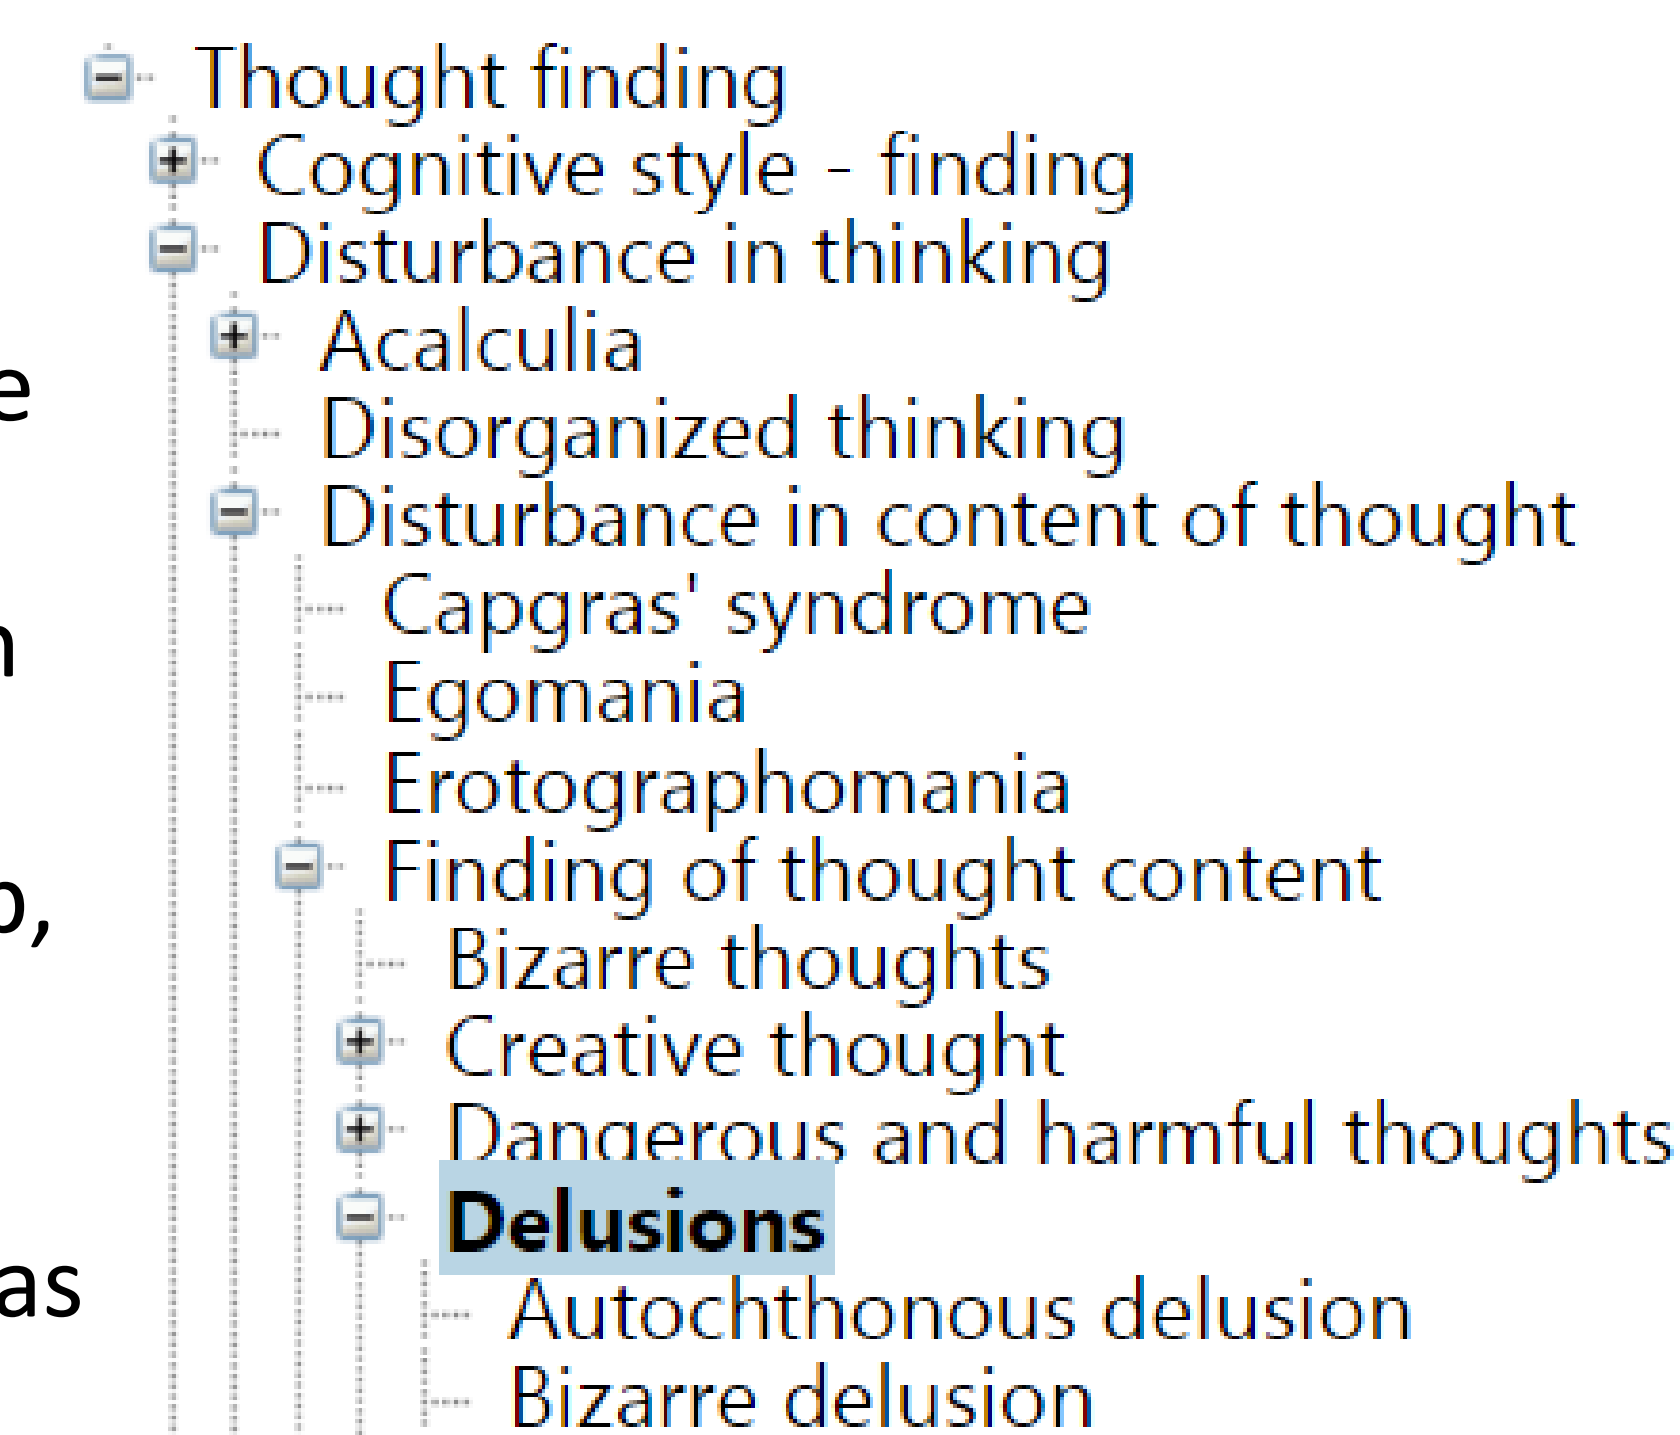 Thought finding
Cognitive style - finding
Disturbance in thinking
Acalculia
e
Disorganized thinking
Disturbance in content of thought
Capgras' syndrome
n
Egomania
Erotographomania
Finding of thought content
,
Bizarre thoughts
Creative thought
Dangerous and harmful thoughts
Delusions
as
Autochthonous delusion
Bizarre delusion